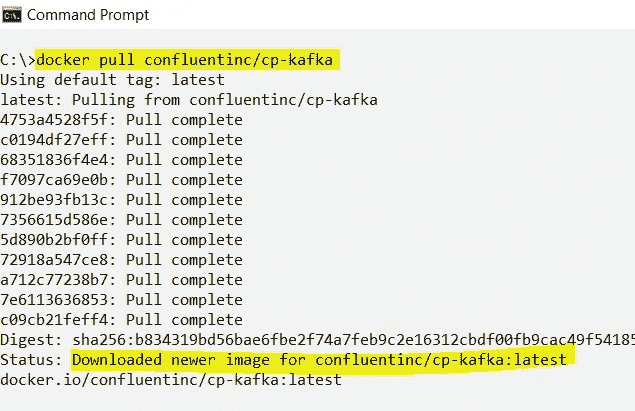 C:\.
Command Prompt
C:\>docker pull confluentinc/cp-kafka
Using default tag: latest
latest: Pulling from confluentinc/cp-kafka
4753a4528f5f: Pull complete
c0194df27eff: Pull complete
68351836f4e4: Pull complete
f7097ca69e0b: Pull complete
912be93fb13c: Pull complete
7356615d586e: Pull complete
5d890b2bf0ff: Pull complete
72918a547ce8: Pull complete
a712c77238b7: Pull complete
7e6113636853: Pull complete
c09cb21feff4: Pull complete
Digest: sha256:b834319bd56bae6fbe2f74a7feb9c2e16312cbdf00fb9cac49f54185
Status: Downloaded newer image for confluentinc/cp-kafka:latest
docker.io/confluentinc/cp-kafka:latest